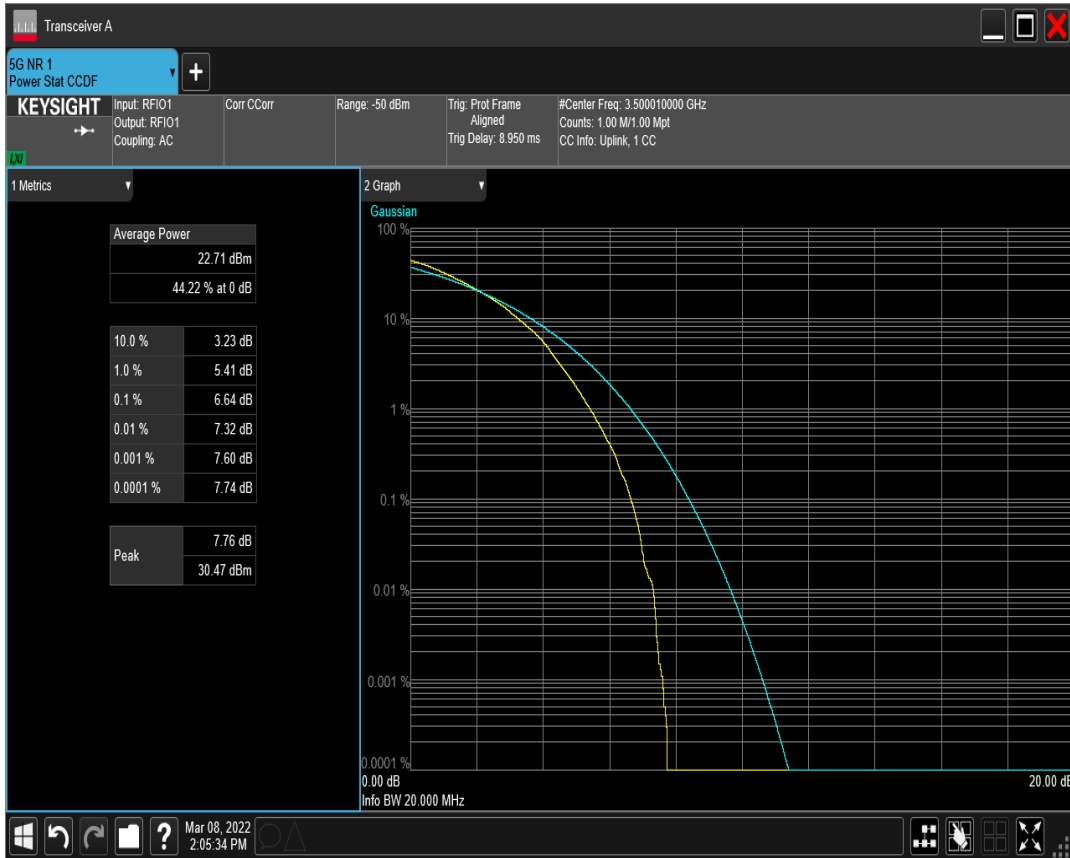 Transceiver A
5G NR 1
Power Stat CCDF
+
KEYSIGHT
LXI
Input: RFIO1
Output: RFIO1
Coupling: AC
Corr CCorr
Range: -50 dBm
Trig: Prot Frame
Aligned
Trig Delay: 8.950 ms
#Center Freq: 3.500010000 GHz
Counts: 1.00 M/1.00 Mpt
CC Info: Uplink, 1 CC
1 Metrics
Average Power
22.71 dBm
44.22 % at 0 dB
10.0 % 3.23 dB
1.0 % 5.41 dB
0.1 % 6.64 dB
0.01 % 7.32 dB
0.001 % 7.60 dB
0.0001 % 7.74 dB
Peak
7.76 dB
30.47 dBm
2 Graph
Gaussian
100 %
10 %
1 %
0.1 %
0.01 %
0.001 %
0.0001 %
0.00 dB 20.00 dB
Info BW 20.000 MHz
?
Mar 08, 2022
2:05:34 PM